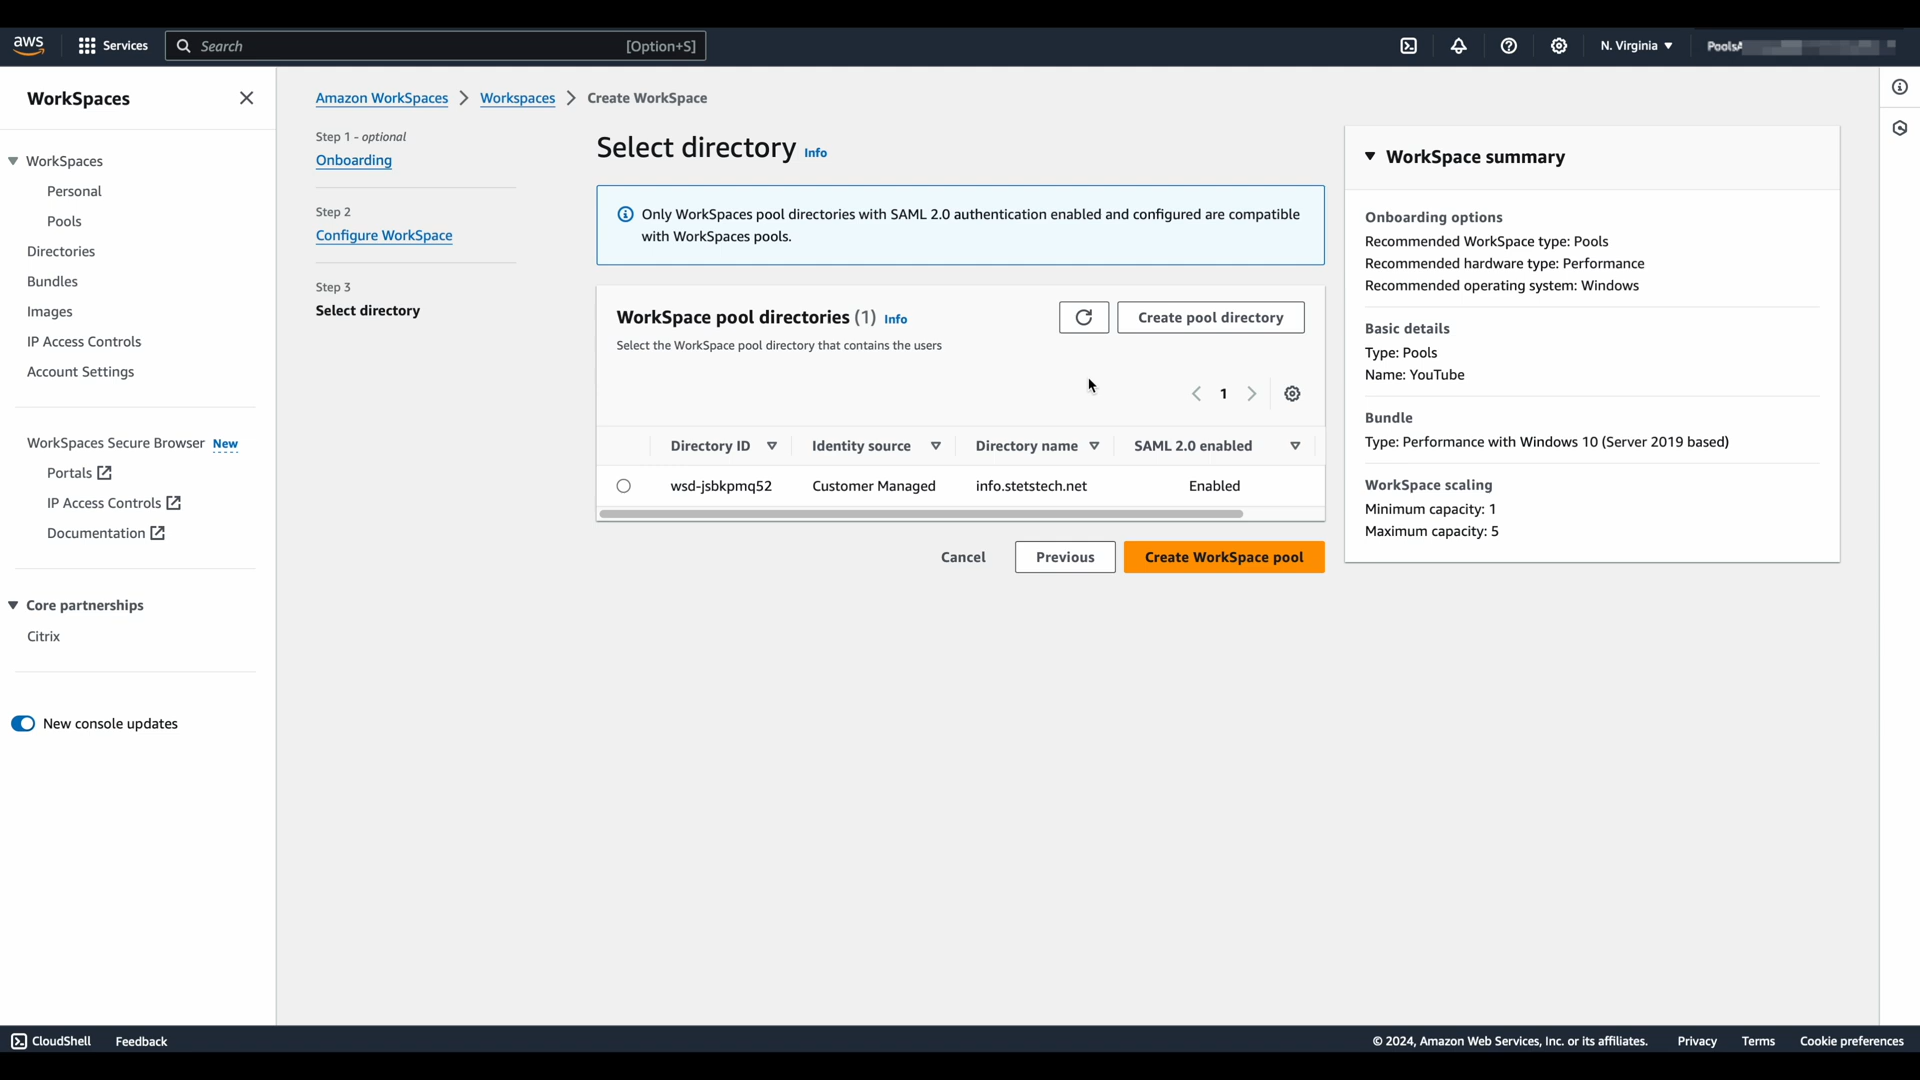 aws
Services
Search
[Option+S]
N. Virginia
WorkSpaces
WorkSpaces
Personal
Pools
Directories
Bundles
Images
IP Access Controls
Account Settings
WorkSpaces Secure Browser New
Portals
IP Access Controls
Documentation
Core partnerships
Citrix
New console updates
Amazon WorkSpaces
Workspaces
Create WorkSpace
Step 1 - optional
Onboarding
Step 2
Configure WorkSpace
Step 3
Select directory
Select directory Info
Only WorkSpaces pool directories with SAML 2.0 authentication enabled and configured are compatible
with WorkSpaces pools.
WorkSpace pool directories (1) Info
Create pool directory
Select the WorkSpace pool directory that contains the users
1
Directory ID
Identity source
Directory name
SAML 2.0 enabled
wsd-jsbkpmq52
Customer Managed
info.stetstech.net
Enabled
Cancel
Previous
Create WorkSpace pool
WorkSpace summary
Onboarding options
Recommended WorkSpace type: Pools
Recommended hardware type: Performance
Recommended operating system: Windows
Basic details
Type: Pools
Name: YouTube
Bundle
Type: Performance with Windows 10 (Server 2019 based)
WorkSpace scaling
Minimum capacity: 1
Maximum capacity: 5
CloudShell
Feedback
© 2024, Amazon Web Services, Inc. or its affiliates.
Privacy
Terms
Cookie preferences